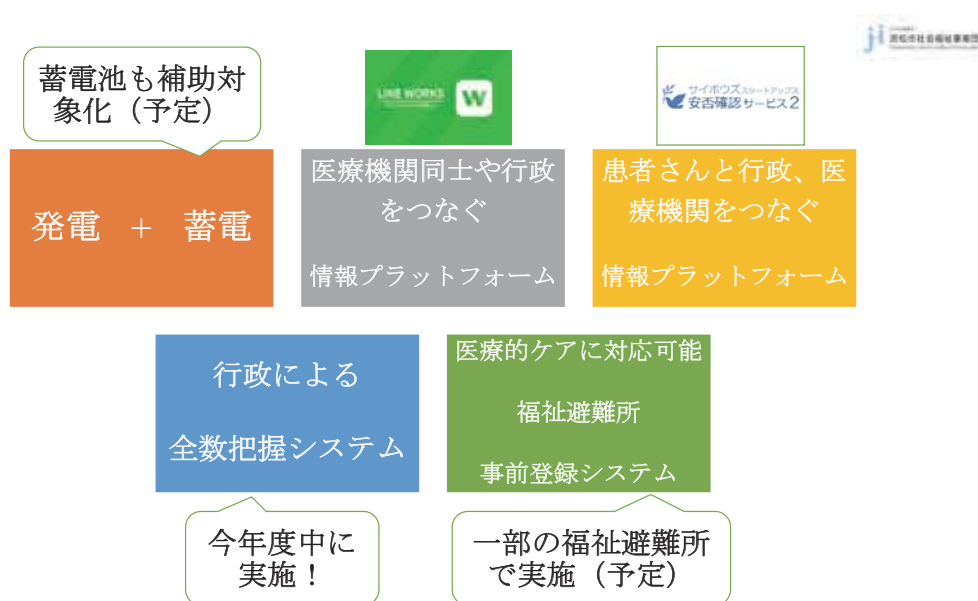 蓄電池も補助対
象化（予定）
LINE WORKS
W
サイボウズスタートアップス
安否確認サービス2
発電 + 蓄電
医療機関同士や行政
をつなぐ
情報プラットフォーム
患者さんと行政、医
療機関をつなぐ
情報プラットフォーム
行政による
全数把握システム
医療的ケアに対応可能
福祉避難所
事前登録システム
今年度中に
実施！
一部の福祉避難所
で実施（予定）